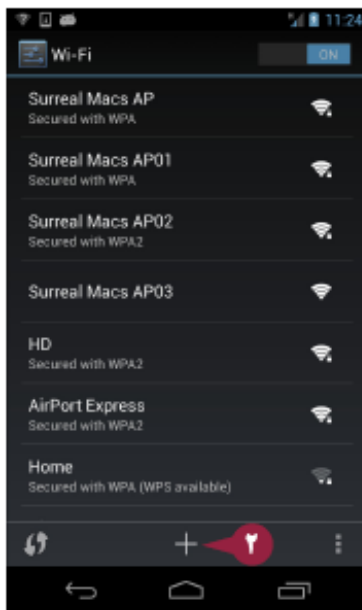 11:24
Wi-Fi
ON
Surreal Macs AP
Secured with WPA
Surreal Macs AP01
Secured with WPA
Surreal Macs AP02
Secured with WPA2
Surreal Macs AP03
HD
Secured with WPA2
AirPort Express
Secured with WPA2
Home
Secured with WPA (WPS available)
۲